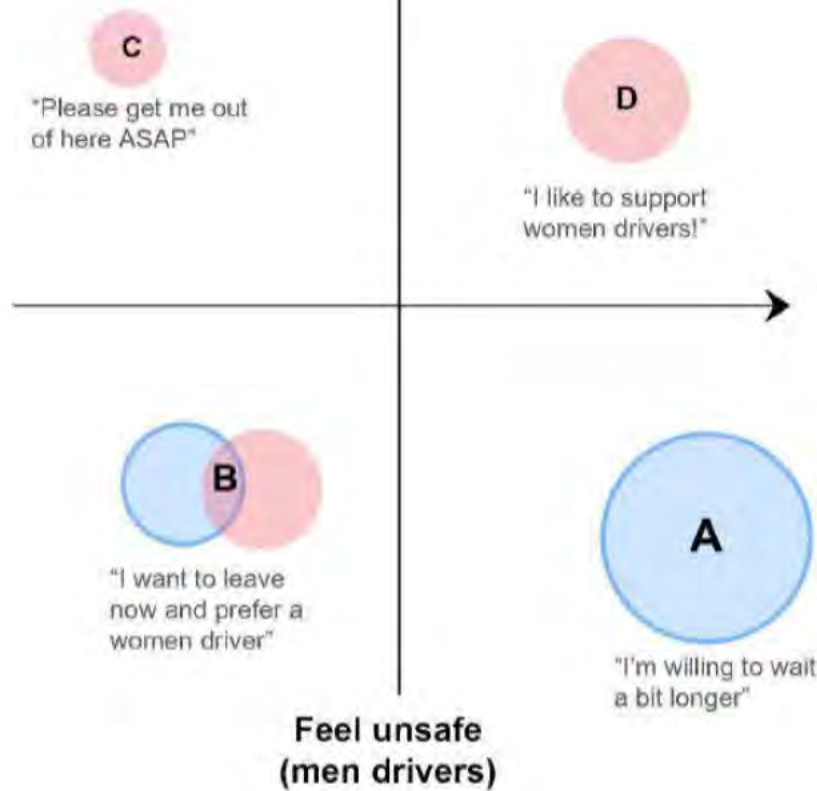 C
"Please get me out
of here ASAP"
D
"I like to support
women drivers!"
B
"I want to leave
now and prefer a
women driver"
A
"I'm willing to wait
a bit longer"
Feel unsafe
(men drivers)